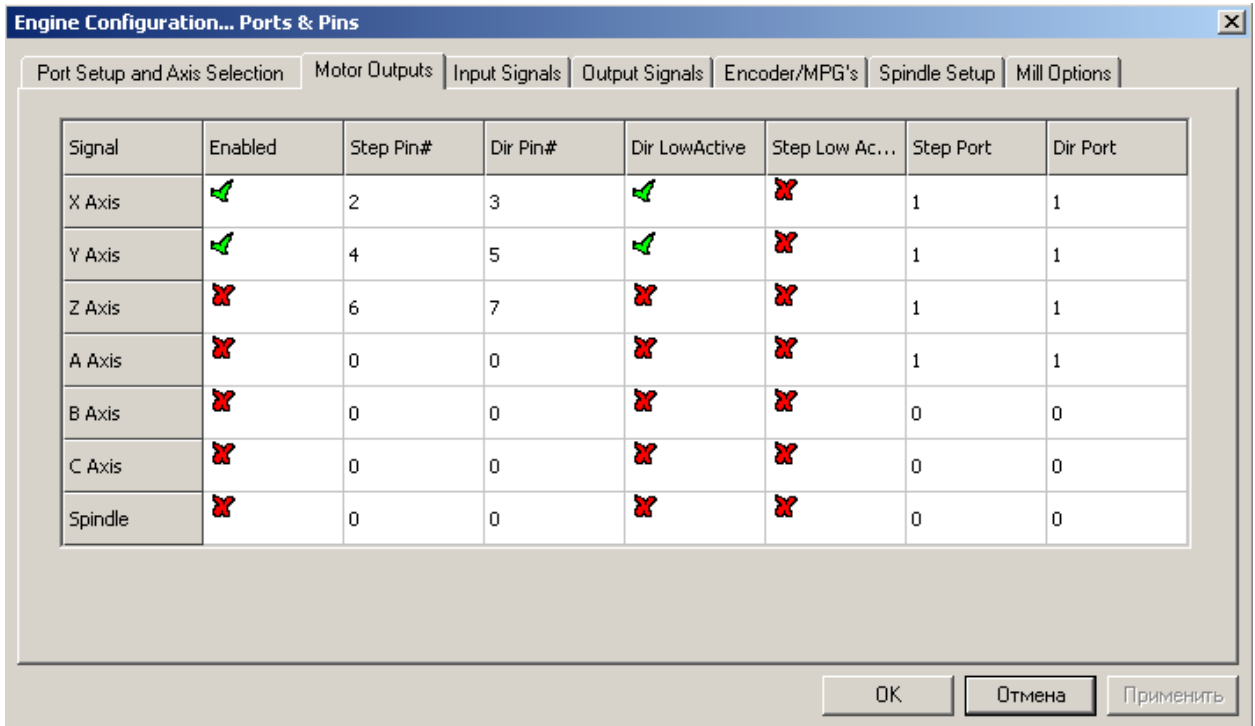 Engine Configuration... Ports & Pins
Port Setup and Axis Selection Motor Outputs Input Signals Output Signals Encoder/MPG's Spindle Setup Mill Options
Signal Enabled Step Pin# Dir Pin# Dir LowActive Step Low Ac... Step Port Dir Port
X Axis 2 3 1 1
Y Axis 4 5 1 1
Z Axis 6 7 1 1
A Axis 0 0 1 1
B Axis 0 0 0 0
C Axis 0 0 0 0
Spindle 0 0 0 0
OK Отмена Применить